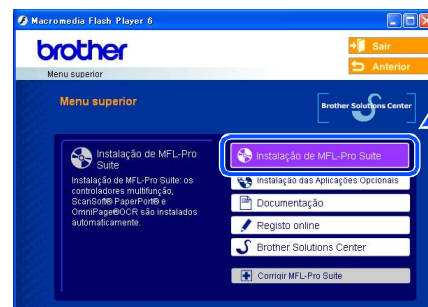 Macromedia Flash Player 6
brother
Sair
Anterior
Menu superior
Menu superior
Brother Solutions Center
Instalação de MFL-Pro
Suite
Instalação de MFL-Pro Suite: os
controladores multifunção,
ScanSoft® PaperPort® e
OmniPage®OCR são instalados
automaticamente.
Instalação de MFL-Pro Suite
Instalação das Aplicações Opcionais
Documentação
Registo online
Brother Solutions Center
Corrigir MFL-Pro Suite